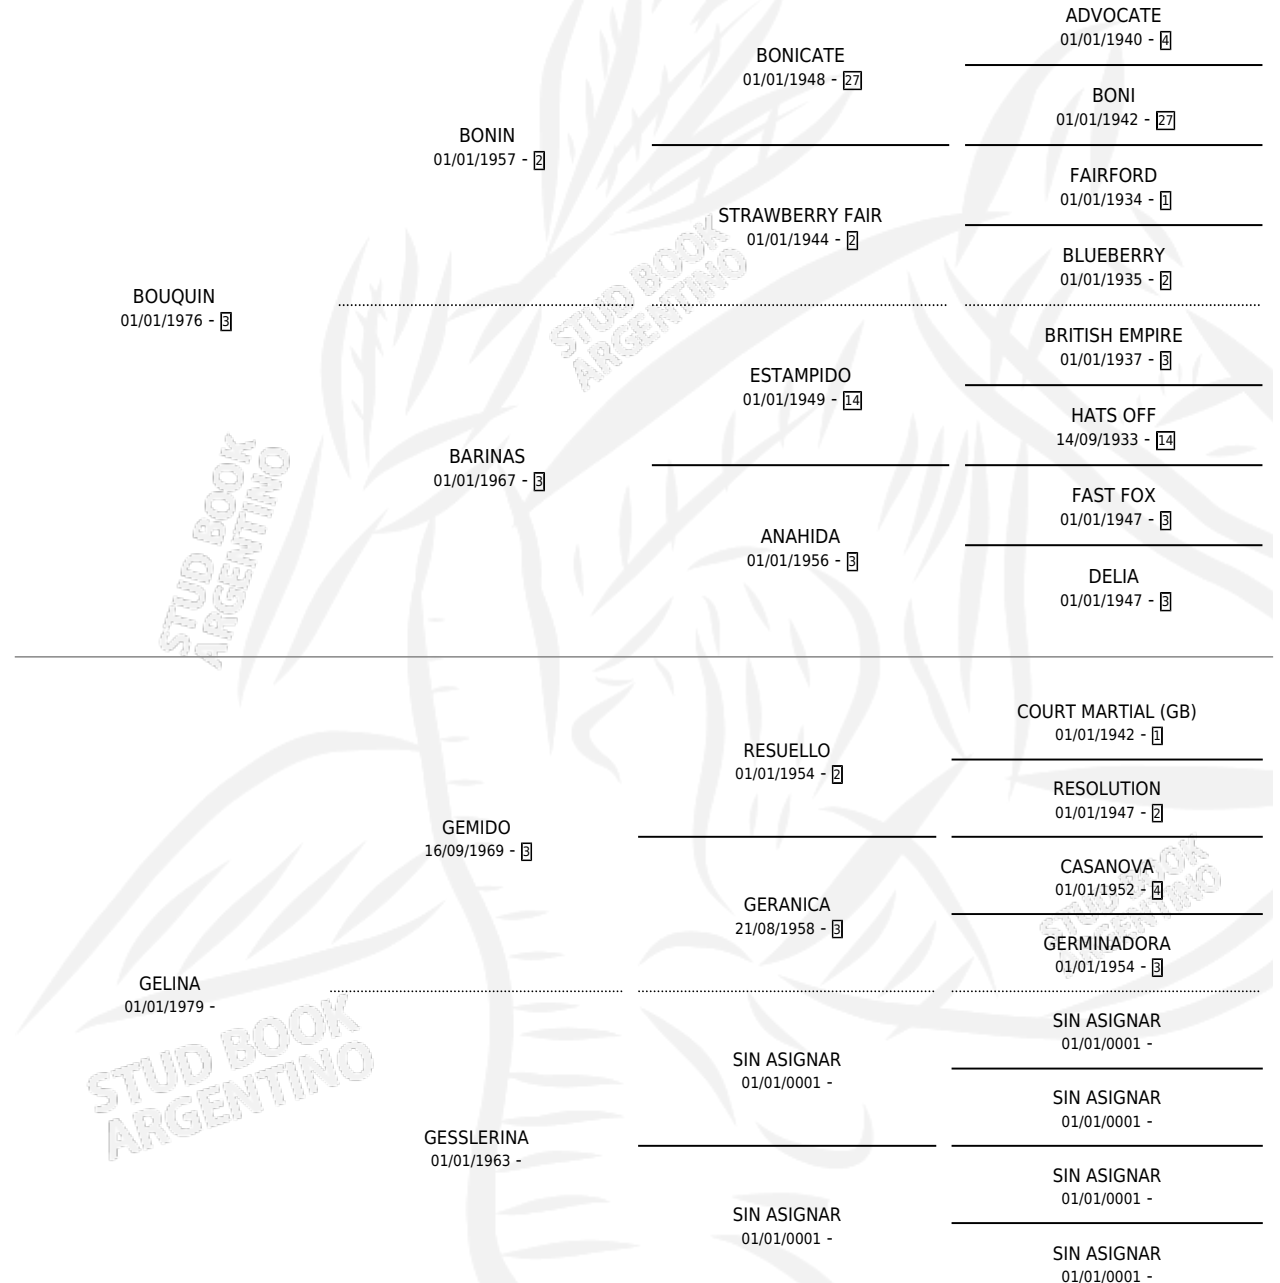 ADVOCATE
01/01/1940 - 4
BONICATE
01/01/1948 - 27
BONI
01/01/1942 - 27
BONIN
01/01/1957 - 2
FAIRFORD
01/01/1934 - 1
STRAWBERRY FAIR
01/01/1944 - 2
BLUEBERRY
01/01/1935 - 2
BOUQUIN
01/01/1976 - 3
BRITISH EMPIRE
01/01/1937 - 3
ESTAMPIDO
01/01/1949 - 14
HATS OFF
14/09/1933 - 14
BARINAS
01/01/1967 - 3
FAST FOX
01/01/1947 - 3
ANAHIDA
01/01/1956 - 3
DELIA
01/01/1947 - 3
STUD BOOK
ARGENTINO
STUD BOOK
ARGENTINO
COURT MARTIAL (GB)
01/01/1942 - 1
RESUELLO
01/01/1954 - 2
RESOLUTION
01/01/1947 - 2
GEMIDO
16/09/1969 - 3
CASANOVA
01/01/1952 - 4
GERANICA
21/08/1958 - 3
GERMINADORA
01/01/1954 - 3
GELINA
01/01/1979 -
SIN ASIGNAR
01/01/0001 -
SIN ASIGNAR
01/01/0001 -
SIN ASIGNAR
01/01/0001 -
GESSLERINA
01/01/1963 -
SIN ASIGNAR
01/01/0001 -
SIN ASIGNAR
01/01/0001 -
SIN ASIGNAR
01/01/0001 -
STUD BOOK
ARGENTINO
STUD BOOK
ARGENTINO